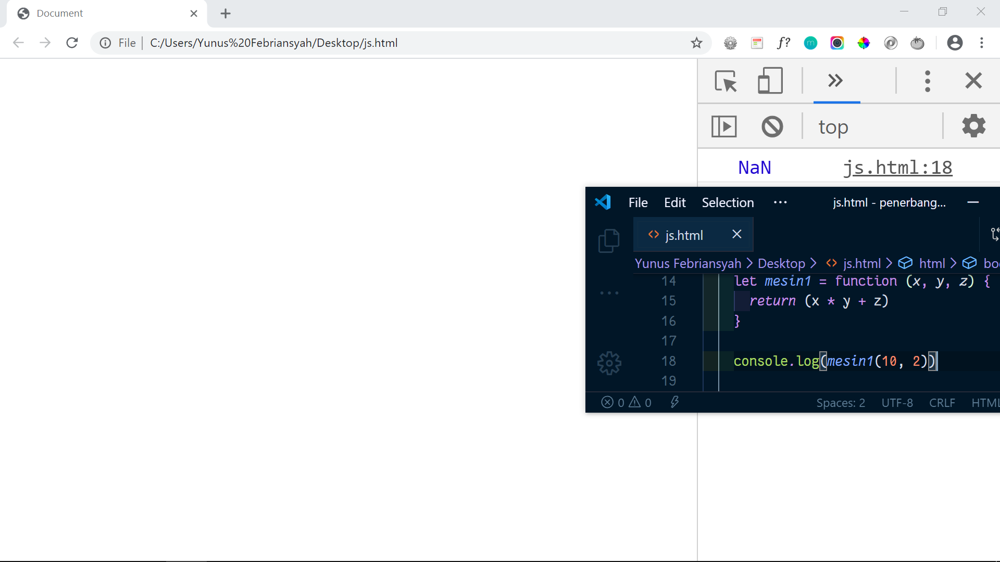 Document
File C:/Users/Yunus%20Febriansyah/Desktop/js.html
f?
m
top
NaN js.html:18
File Edit Selection ··· js.html - penerbang...
js.html
Yunus Febriansyah > Desktop > js.html > html >
14 let mesin1 = function (x, y, z) {
15 return (x * y + z)
16 }
17
18 console.log(mesin1(10, 2))
19
0 0 Spaces: 2 UTF-8 CRLF HTML